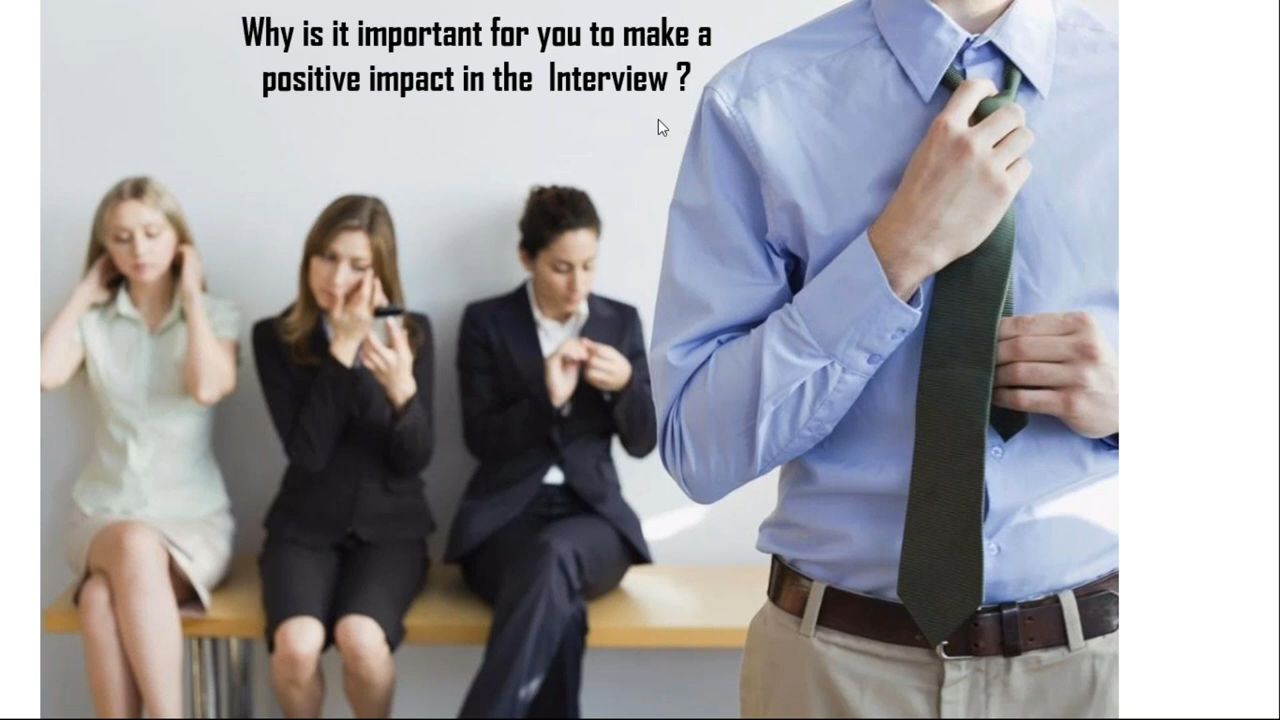 Why is it important for you to make a
positive impact in the Interview ?